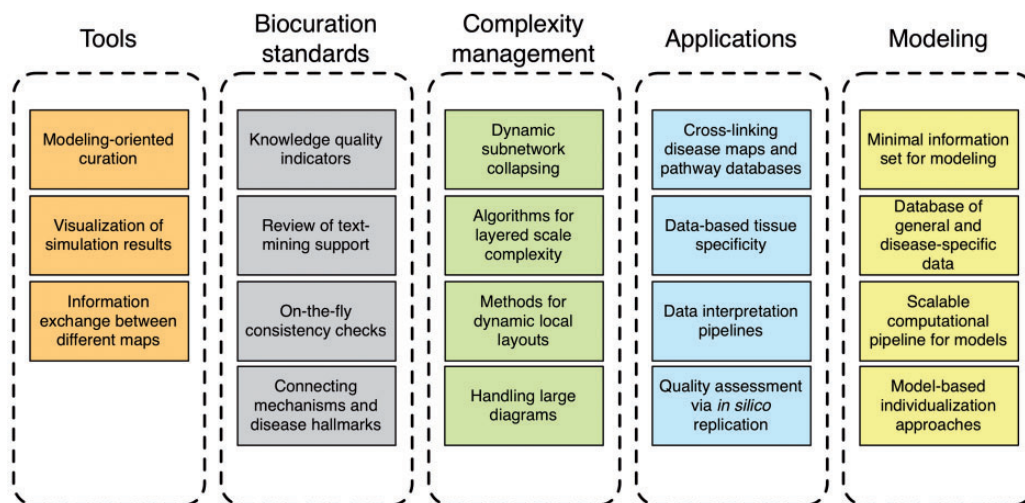 Tools
Modeling-oriented
curation
Visualization of
simulation results
Information
exchange between
different maps
Biocuration
standards
Knowledge quality
indicators
Review of text-
mining support
On-the-fly
consistency checks
Connecting
mechanisms and
disease hallmarks
Complexity
management
Dynamic
subnetwork
collapsing
Algorithms for
layered scale
complexity
Methods for
dynamic local
layouts
Handling large
diagrams
Applications
Cross-linking
disease maps and
pathway databases
Data-based tissue
specificity
Data interpretation
pipelines
Quality assessment
via in silico
replication
Modeling
Minimal information
set for modeling
Database of
general and
disease-specific
data
Scalable
computational
pipeline for models
Model-based
individualization
approaches